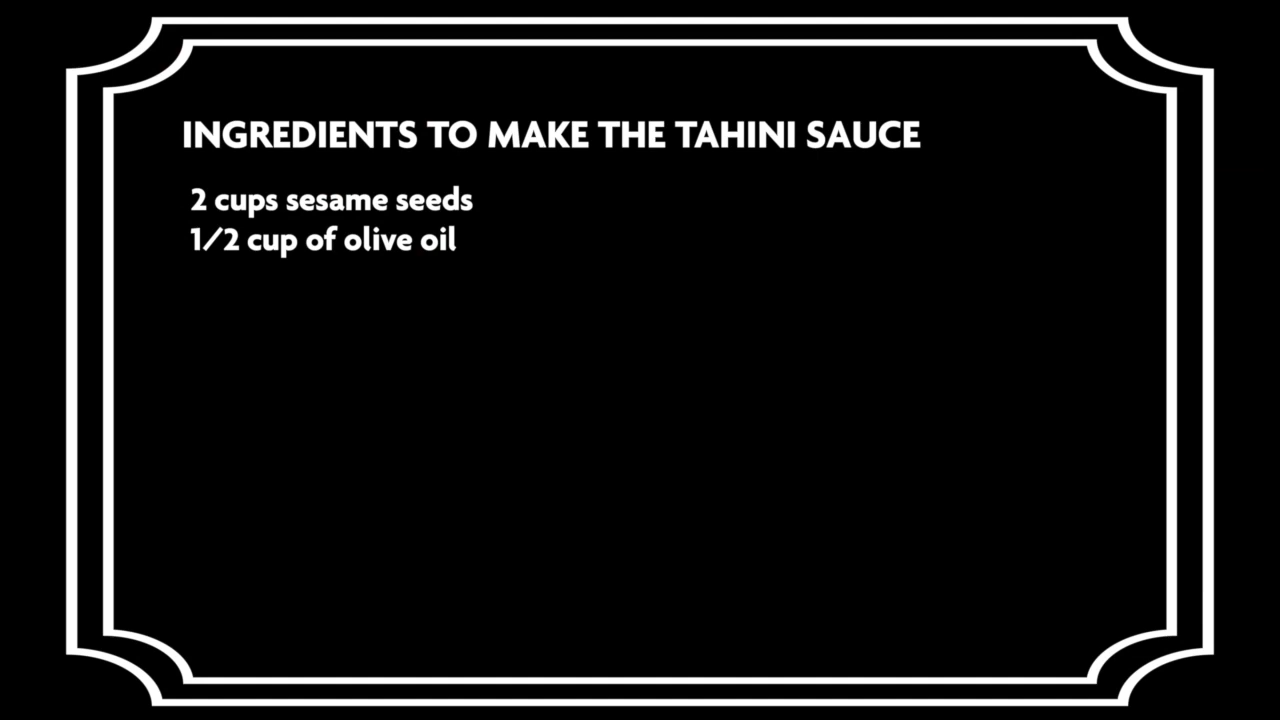 INGREDIENTS TO MAKE THE TAHINI SAUCE
2 cups sesame seeds
1/2 cup of olive oil